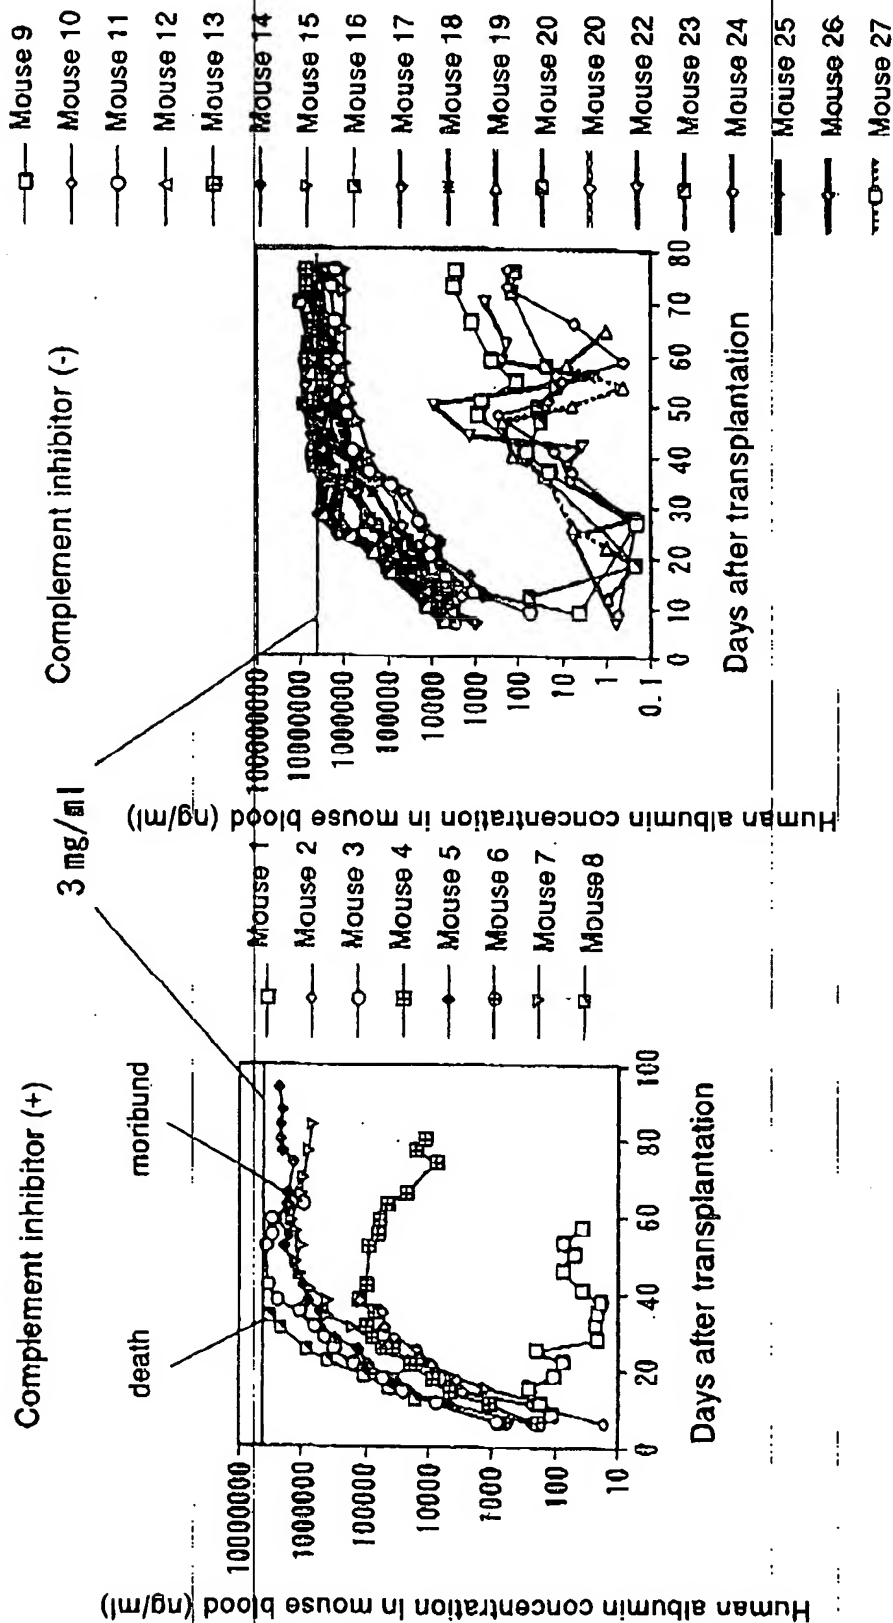 Complement inhibitor (+)
death
moribund
3 mg/ml
Human albumin concentration in mouse blood (ng/ml)
10000000
1000000
100000
10000
1000
100
10
0
20
40
60
80
100
Days after transplantation
Mouse 1
Mouse 2
Mouse 3
Mouse 4
Mouse 5
Mouse 6
Mouse 7
Mouse 8
Complement inhibitor (-)
Human albumin concentration in mouse blood (ng/ml)
100000000
10000000
1000000
100000
10000
1000
100
10
1
0.1
0
10
20
30
40
50
60
70
80
Days after transplantation
Mouse 9
Mouse 10
Mouse 11
Mouse 12
Mouse 13
Mouse 14
Mouse 15
Mouse 16
Mouse 17
Mouse 18
Mouse 19
Mouse 20
Mouse 20
Mouse 22
Mouse 23
Mouse 24
Mouse 25
Mouse 26
Mouse 27